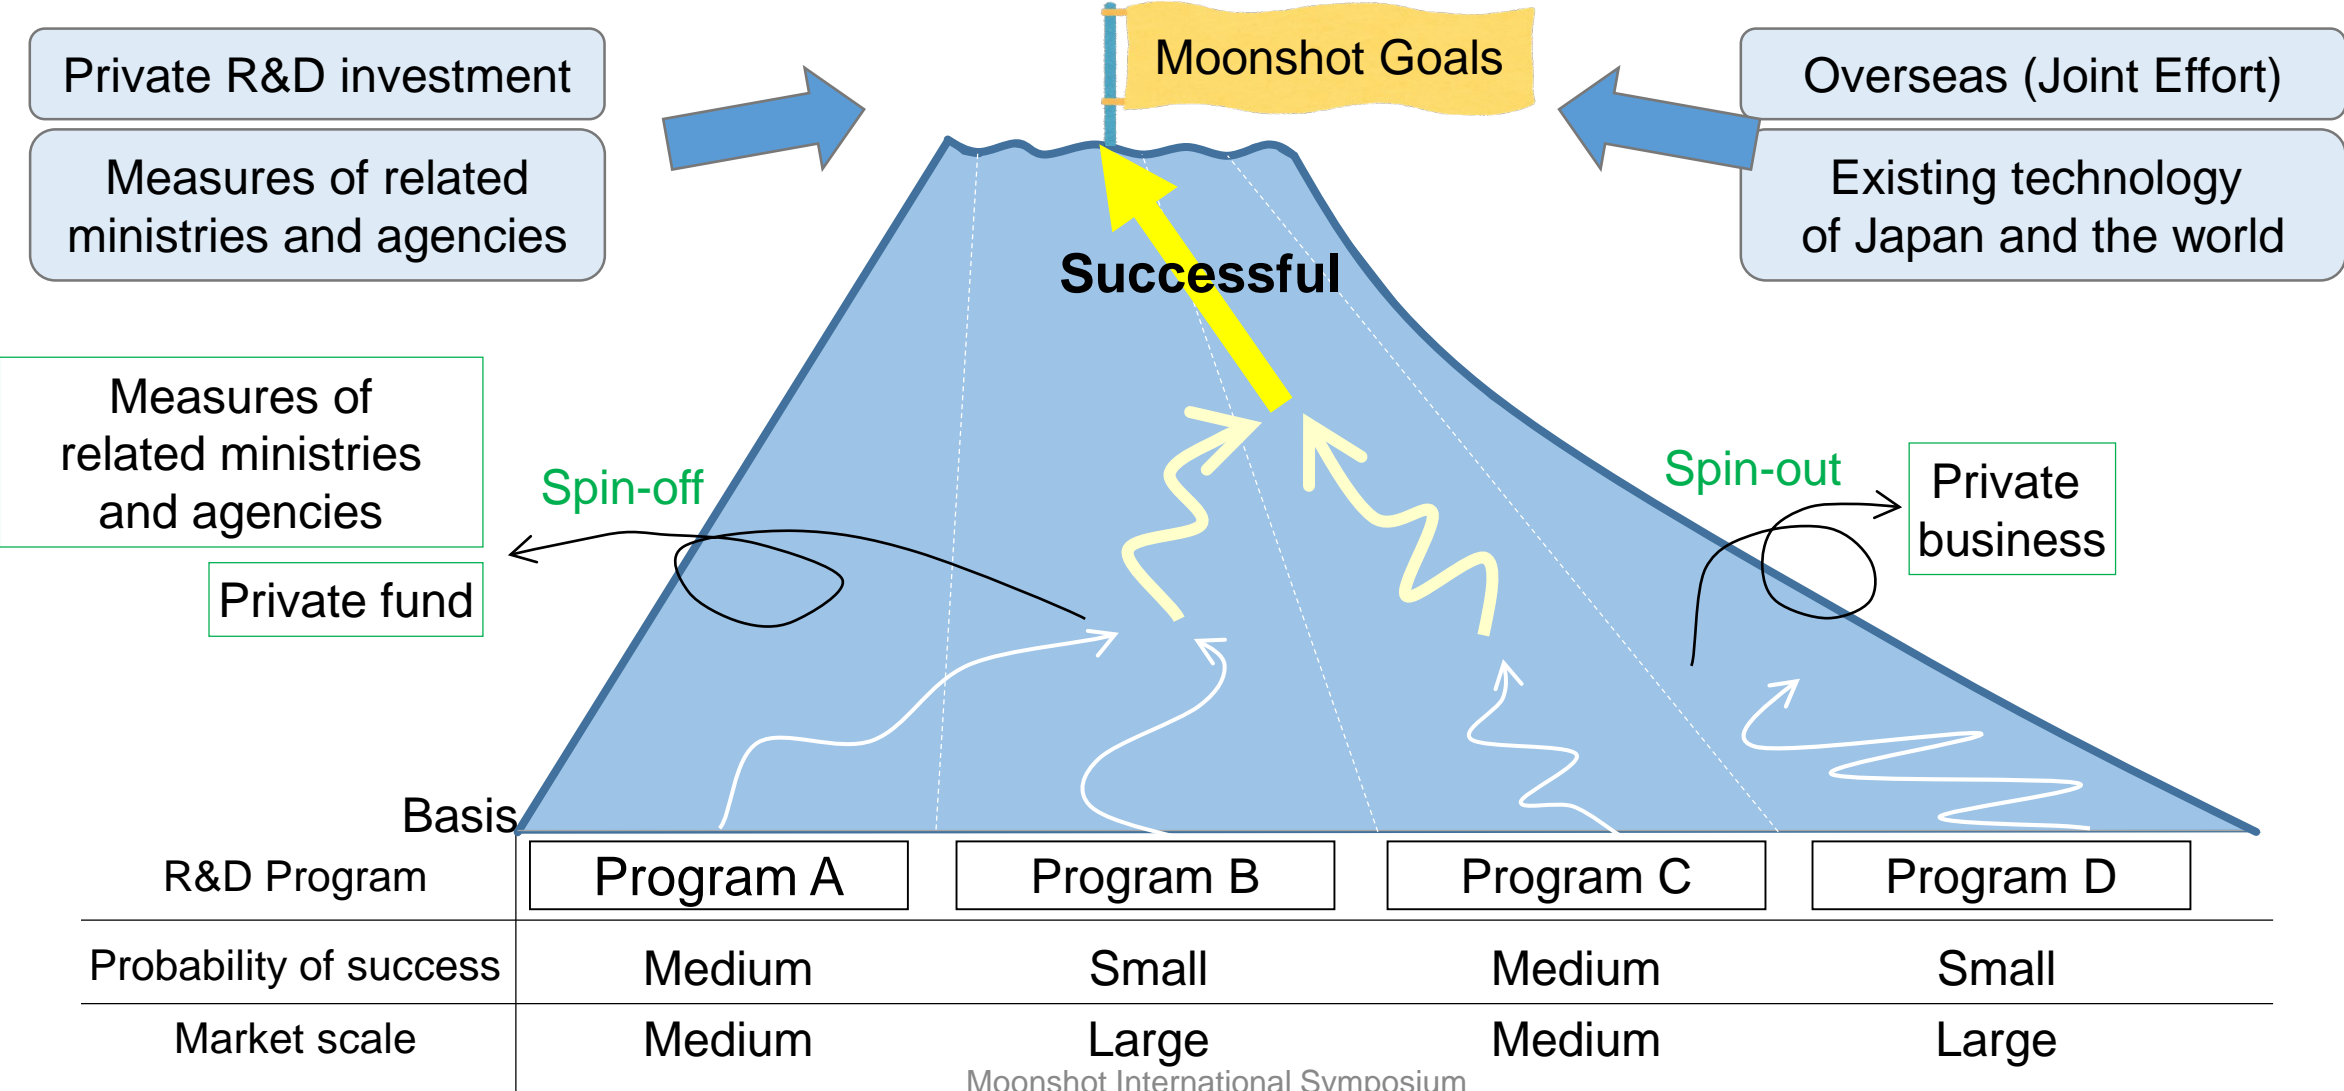 Moonshot Goals
Private R&D investment
Overseas (Joint Effort)
Measures of related
ministries and agencies
Existing technology
of Japan and the world
Successful
Measures of
related ministries
and agencies
Spin-off
Private fund
Spin-out
Private
business
Basis
R&D Program Program A Program B Program C Program D
Probability of success Medium Small Medium Small
Market scale Medium Large Medium Large
Moonshot International Symposium